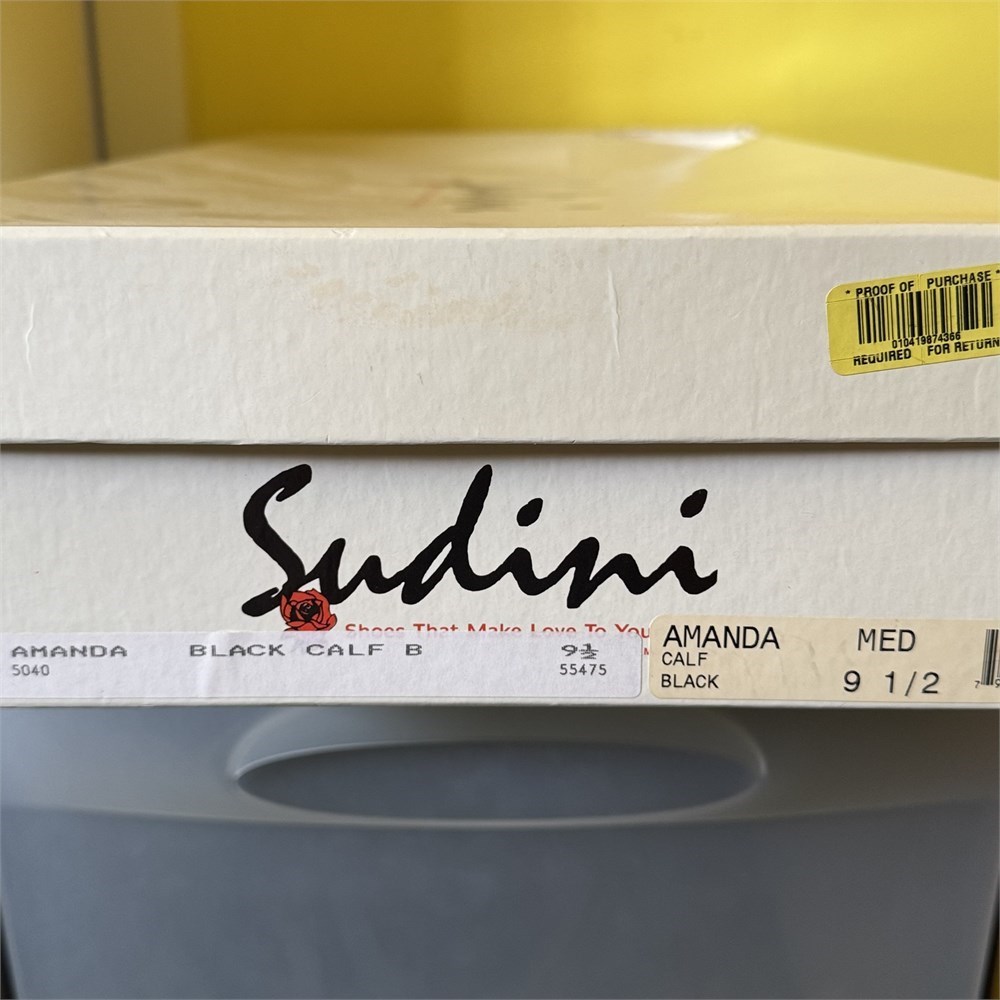 * PROOF OF PURCHASE *
010419874366
REQUIRED FOR RETURN
Sudini
Shoes That Make Love To You
AMANDA BLACK CALF B 9½
5040 55475
AMANDA MED
CALF
BLACK 9 1/2